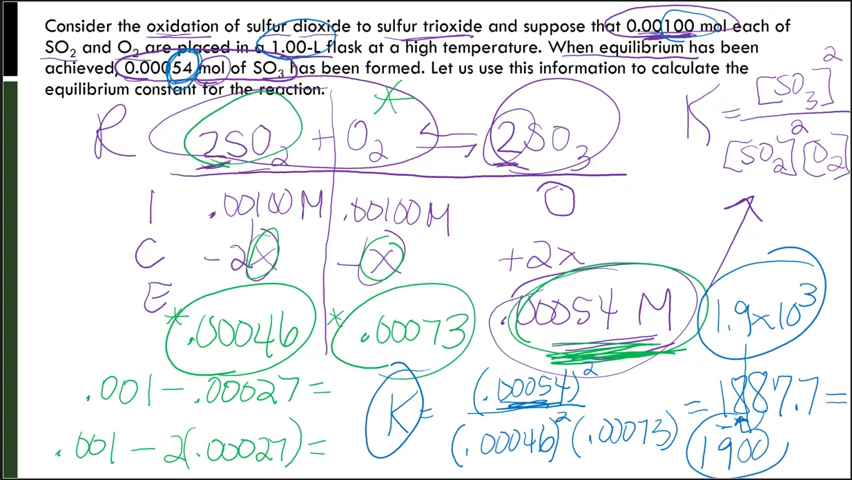 Consider the oxidation of sulfur dioxide to sulfur trioxide and suppose that 0.00100 mol each of
SO₂ and O₂ are placed in a 1.00-L flask at a high temperature. When equilibrium has been
achieved, 0.00054 mol of SO₃ has been formed. Let us use this information to calculate the
equilibrium constant for the reaction.
R 2SO₂ + O₂ ⇌ 2SO₃ K = [SO₃]² / [SO₂]²[O₂]
I .00100 M .00100 M 0
C -2x -x +2x
E *.00046 *.00073 .00054 M 1.9x10³
.001 - .00027 =
.001 - 2(.00027) =
K = (.00054)² / (.00046)²(.00073) = 1887.7 =
1900